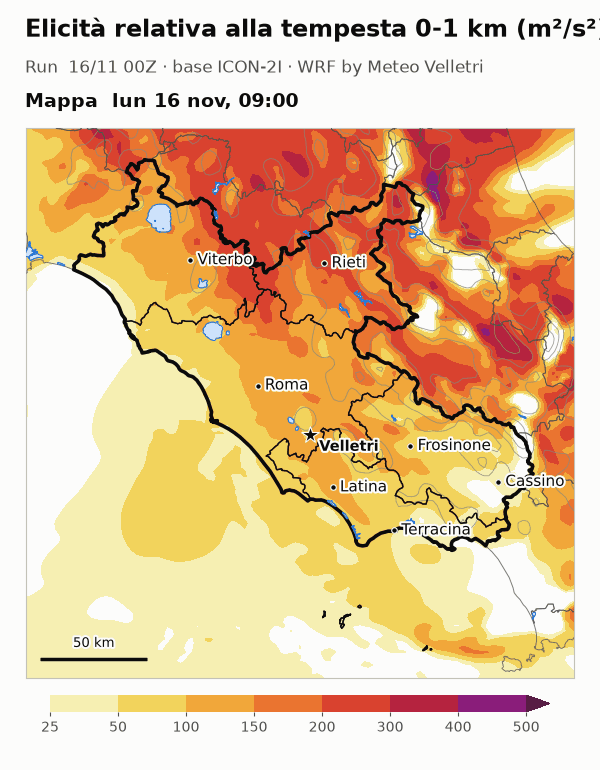 Elicità relativa alla tempesta 0-1 km (m²/s²)
Run 16/11 00Z · base ICON-2I · WRF by Meteo Velletri
Mappa lun 16 nov, 09:00
Viterbo
Rieti
Roma
Velletri
Frosinone
Cassino
Latina
Terracina
50 km
25 50 100 150 200 300 400 500